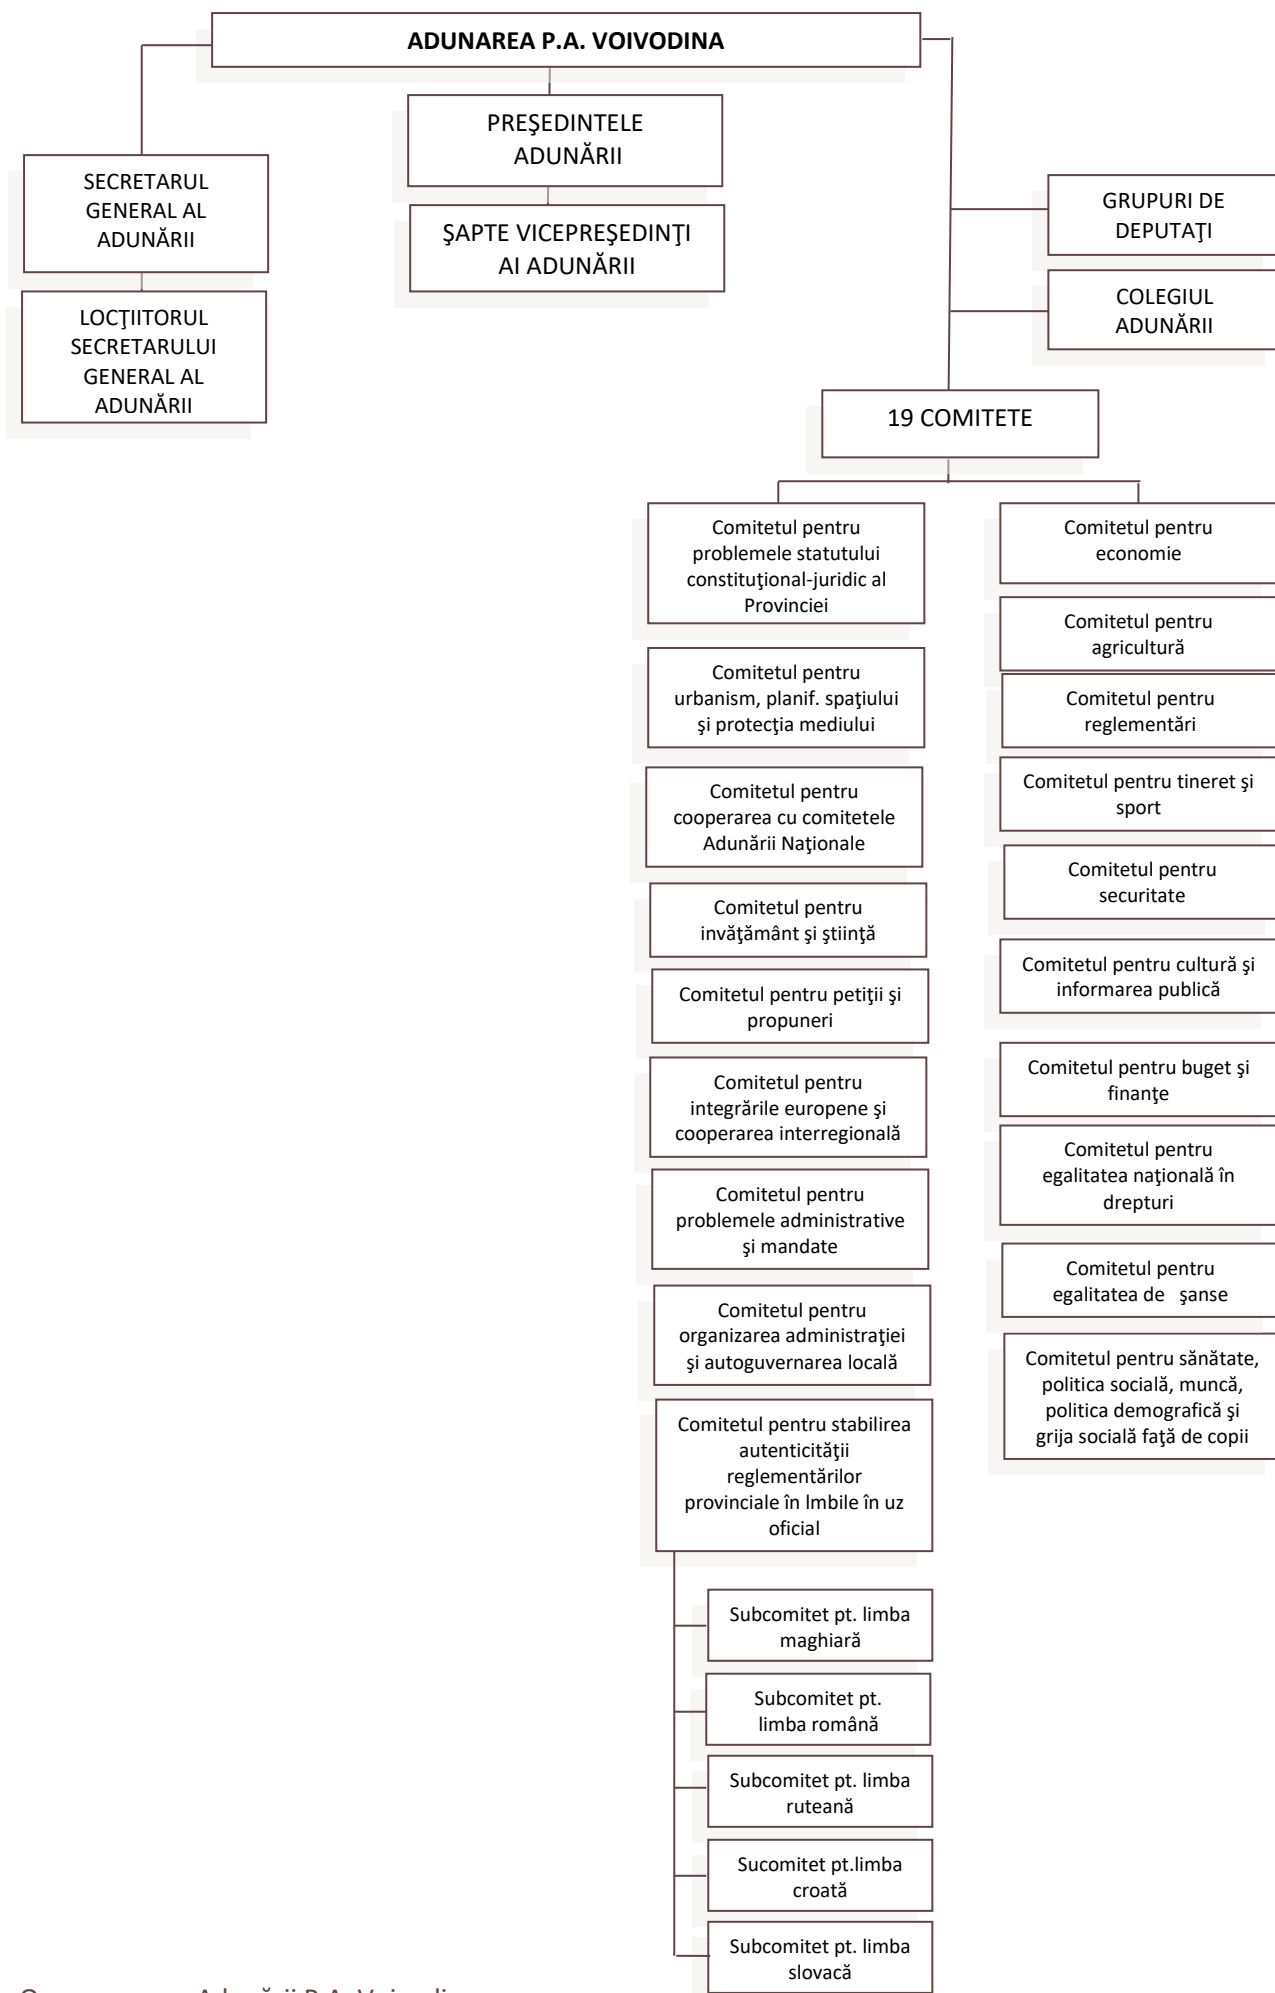 ADUNAREA P.A. VOIVODINA
PREŞEDINTELE
ADUNĂRII
SECRETARUL
GENERAL AL
ADUNĂRII
ŞAPTE VICEPREŞEDINŢI
AI ADUNĂRII
LOCŢIITORUL
SECRETARULUI
GENERAL AL
ADUNĂRII
GRUPURI DE
DEPUTAŢI
COLEGIUL
ADUNĂRII
19 COMITETE
Comitetul pentru
problemele statutului
constituţional-juridic al
Provinciei
Comitetul pentru
urbanism, planif. spaţiului
şi protecţia mediului
Comitetul pentru
cooperarea cu comitetele
Adunării Naţionale
Comitetul pentru
invăţământ şi ştiinţă
Comitetul pentru petiţii şi
propuneri
Comitetul pentru
integrările europene şi
cooperarea interregională
Comitetul pentru
problemele administrative
şi mandate
Comitetul pentru
organizarea administraţiei
şi autoguvernarea locală
Comitetul pentru stabilirea
autenticităţii
reglementărilor
provinciale în lmbile în uz
oficial
Subcomitet pt. limba
maghiară
Subcomitet pt.
limba română
Subcomitet pt. limba
ruteană
Sucomitet pt.limba
croată
Subcomitet pt. limba
slovacă
Comitetul pentru
economie
Comitetul pentru
agricultură
Comitetul pentru
reglementări
Comitetul pentru tineret şi
sport
Comitetul pentru
securitate
Comitetul pentru cultură şi
informarea publică
Comitetul pentru buget şi
finanţe
Comitetul pentru
egalitatea naţională în
drepturi
Comitetul pentru
egalitatea de şanse
Comitetul pentru sănătate,
politica socială, muncă,
politica demografică şi
grija socială faţă de copii
Adunării P.A. Voivodina